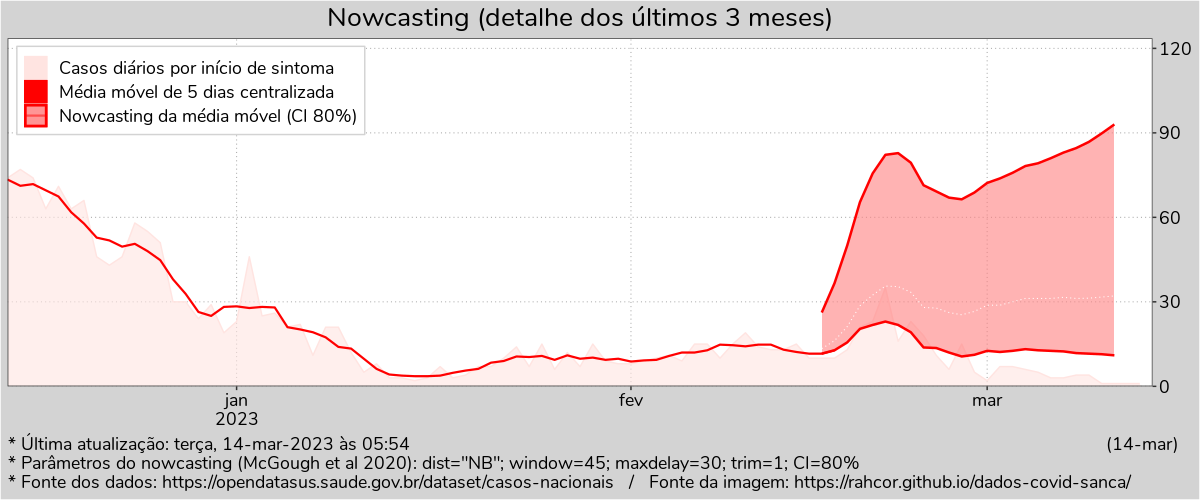 Nowcasting (detalhe dos últimos 3 meses)
Casos diários por início de sintoma
Média móvel de 5 dias centralizada
Nowcasting da média móvel (CI 80%)
120
90
60
30
0
jan
2023
fev
mar
* Última atualização: terça, 14-mar-2023 às 05:54
(14-mar)
* Parâmetros do nowcasting (McGough et al 2020): dist="NB"; window=45; maxdelay=30; trim=1; CI=80%
* Fonte dos dados: https://opendatasus.saude.gov.br/dataset/casos-nacionais / Fonte da imagem: https://rahcor.github.io/dados-covid-sanca/